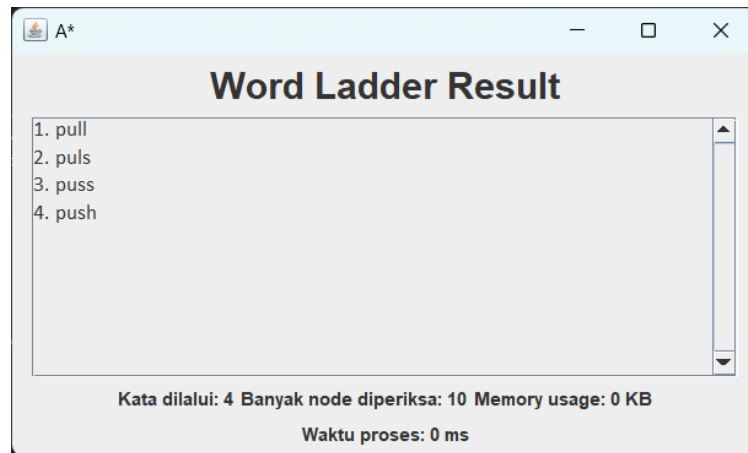 A*
Word Ladder Result
1. pull
2. puls
3. puss
4. push
Kata dilalui: 4 Banyak node diperiksa: 10 Memory usage: 0 KB
Waktu proses: 0 ms